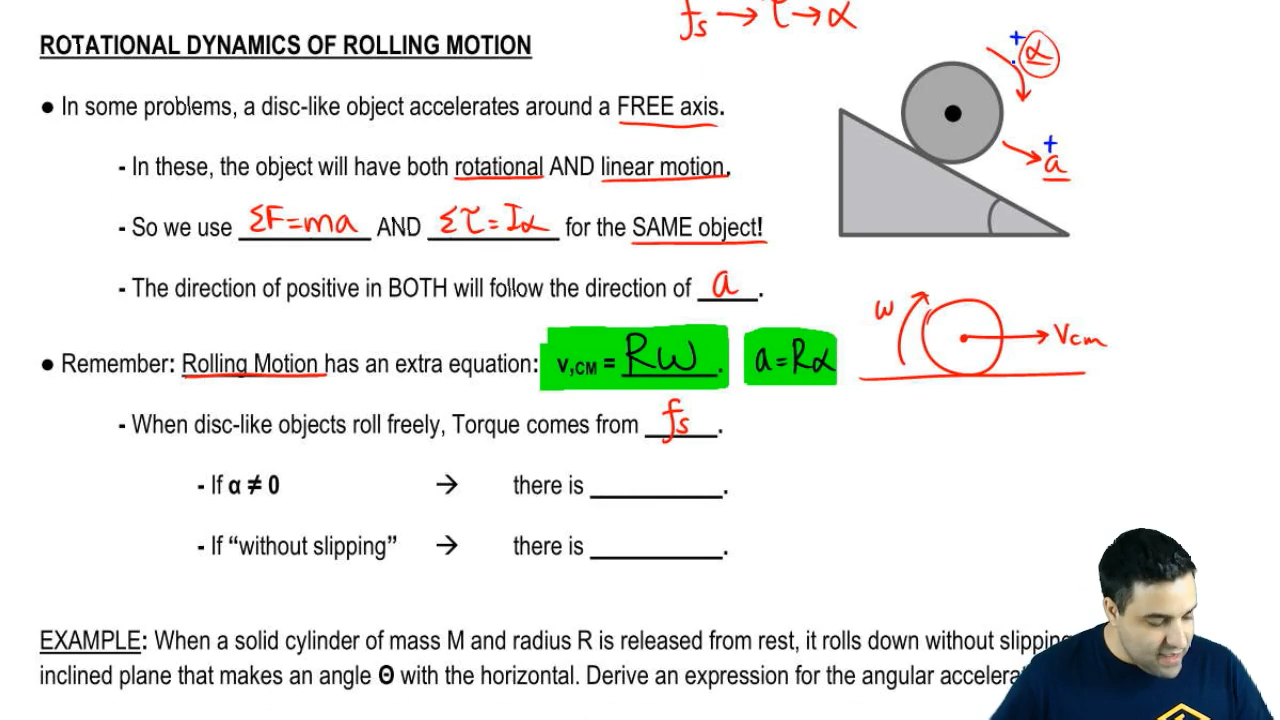 fs → τ → α
ROTATIONAL DYNAMICS OF ROLLING MOTION
+ α
● In some problems, a disc-like object accelerates around a FREE axis.
+ a
- In these, the object will have both rotational AND linear motion.
- So we use ΣF=ma AND Στ=Iα for the SAME object!
- The direction of positive in BOTH will follow the direction of a.
ω Vcm
● Remember: Rolling Motion has an extra equation: v,CM = Rω. a=Rα
- When disc-like objects roll freely, Torque comes from fs.
- If α ≠ 0 → there is ________.
- If “without slipping” → there is ________.
EXAMPLE: When a solid cylinder of mass M and radius R is released from rest, it rolls down without slipping
inclined plane that makes an angle Θ with the horizontal. Derive an expression for the angular